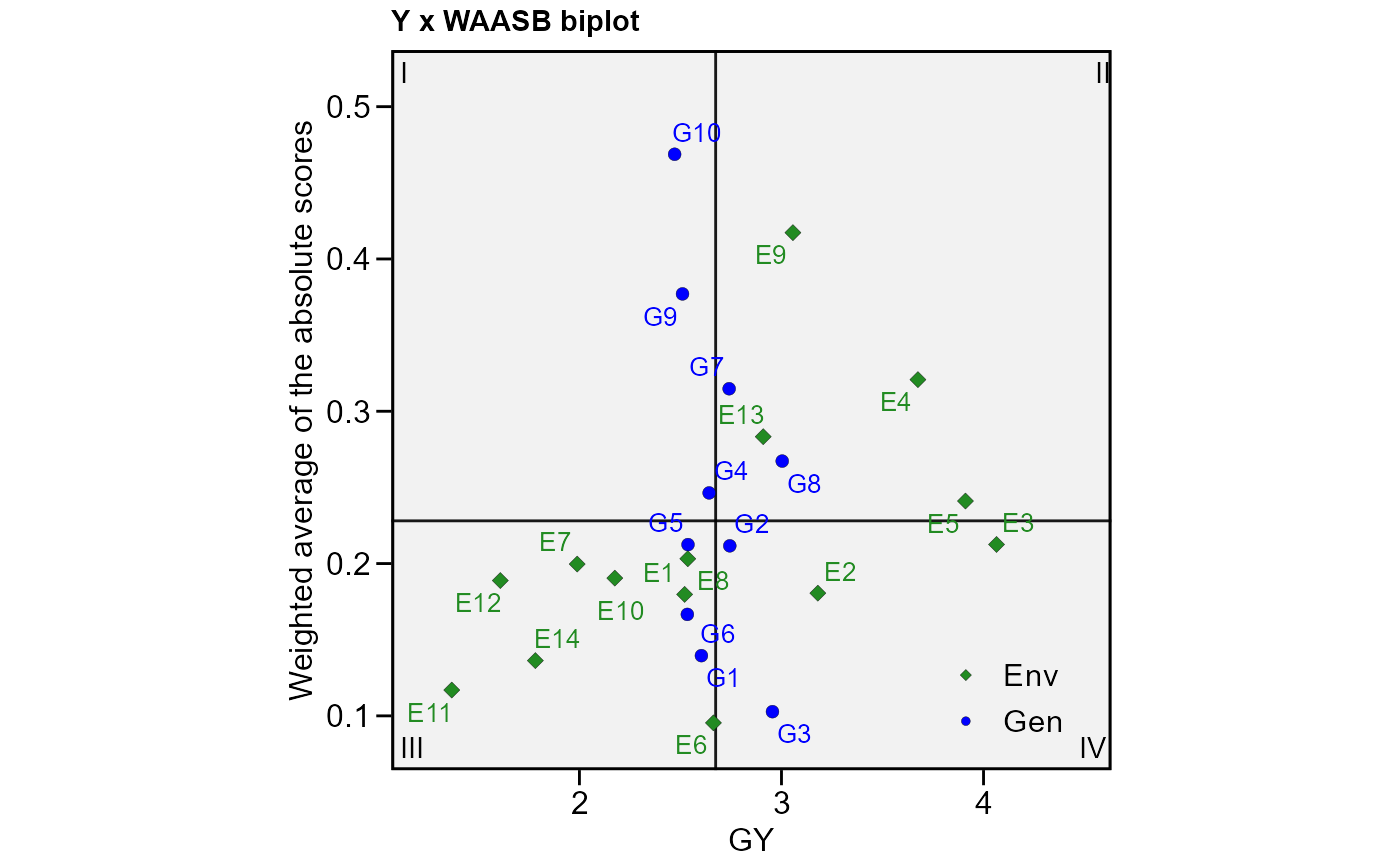 Y x WAASB biplot
I
II
0.5
G10
E9
0.4
G9
G7
E4
E13
0.3
G4
G8
G5
G2
E5
E3
E7
0.2
E1
E8
E2
E12
E10
G6
E14
G1
Env
E11
0.1
Gen
G3
E6
III
IV
Weighted average of the absolute scores
2
3
4
GY